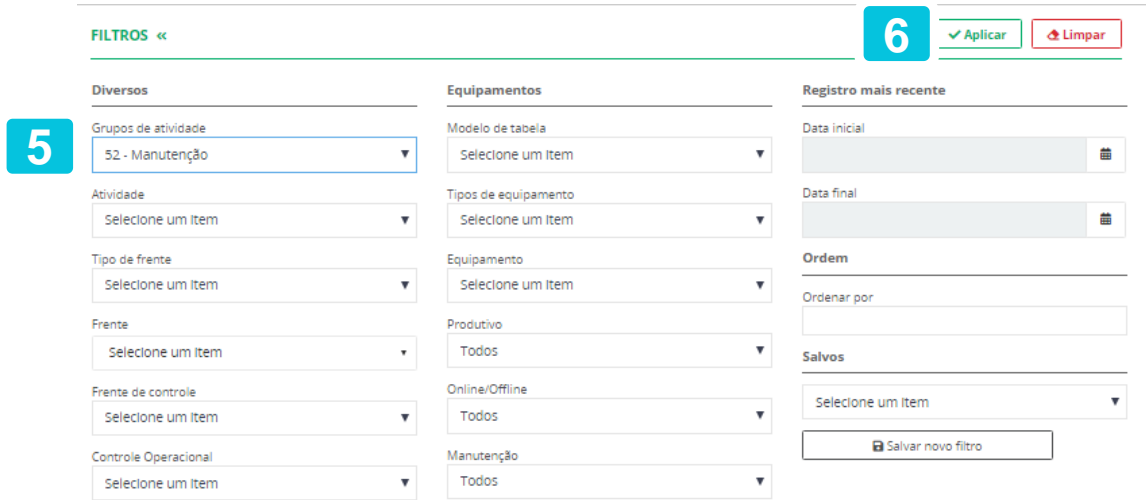 FILTROS «
6
Aplicar
Limpar
Diversos
Equipamentos
Registro mais recente
5
Grupos de atividade
52 - Manutenção
Modelo de tabela
Selecione um Item
Data inicial
Atividade
Selecione um Item
Tipos de equipamento
Selecione um Item
Data final
Tipo de frente
Selecione um Item
Equipamento
Selecione um Item
Ordem
Ordenar por
Frente
Selecione um Item
Produtivo
Todos
Salvos
Frente de controle
Selecione um Item
Online/Offline
Todos
Selecione um Item
Salvar novo filtro
Controle Operacional
Selecione um Item
Manutenção
Todos